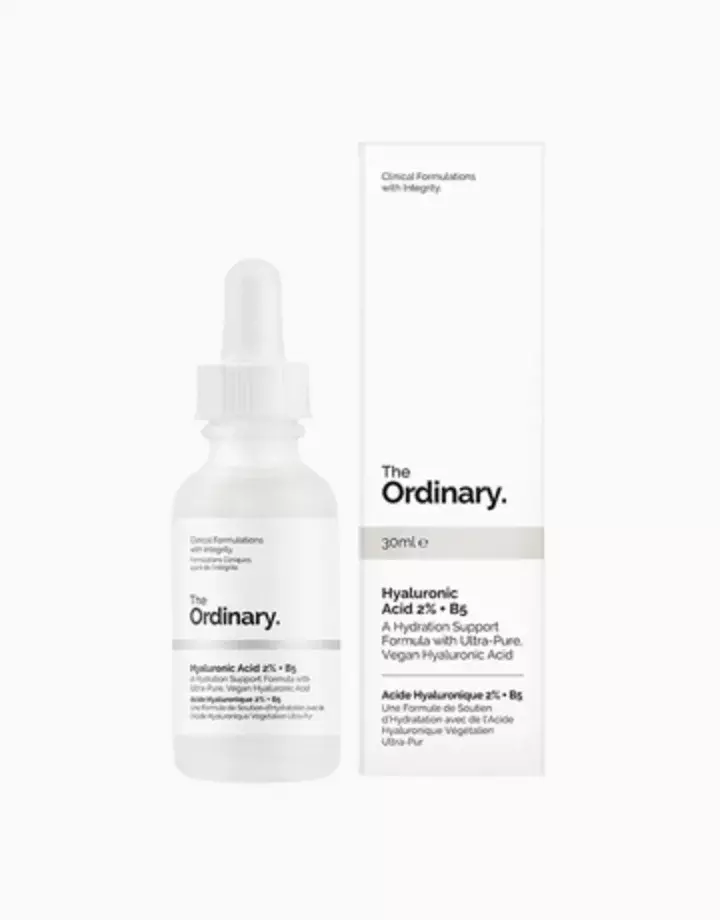 Clinical Formulations
with Integrity.
The
Ordinary.
30ml e
Hyaluronic
Acid 2% + B5
A Hydration Support
Formula with Ultra-Pure,
Vegan Hyaluronic Acid
Acide Hyaluronique 2% + B5
Une Formule de Soutien
d'Hydratation avec de l'Acide
Hyaluronique Végétalien
Ultra-Pur
Clinical Formulations
with Integrity.
Formulations Cliniques
avec de l'intégrité
The
Ordinary.
Hyaluronic Acid 2% + B5
A Hydration Support Formula with
Ultra-Pure, Vegan Hyaluronic Acid
Acide Hyaluronique 2% + B5
Une Formule de Soutien d'Hydratation avec de
l'Acide Hyaluronique Végétalien Ultra-Pur